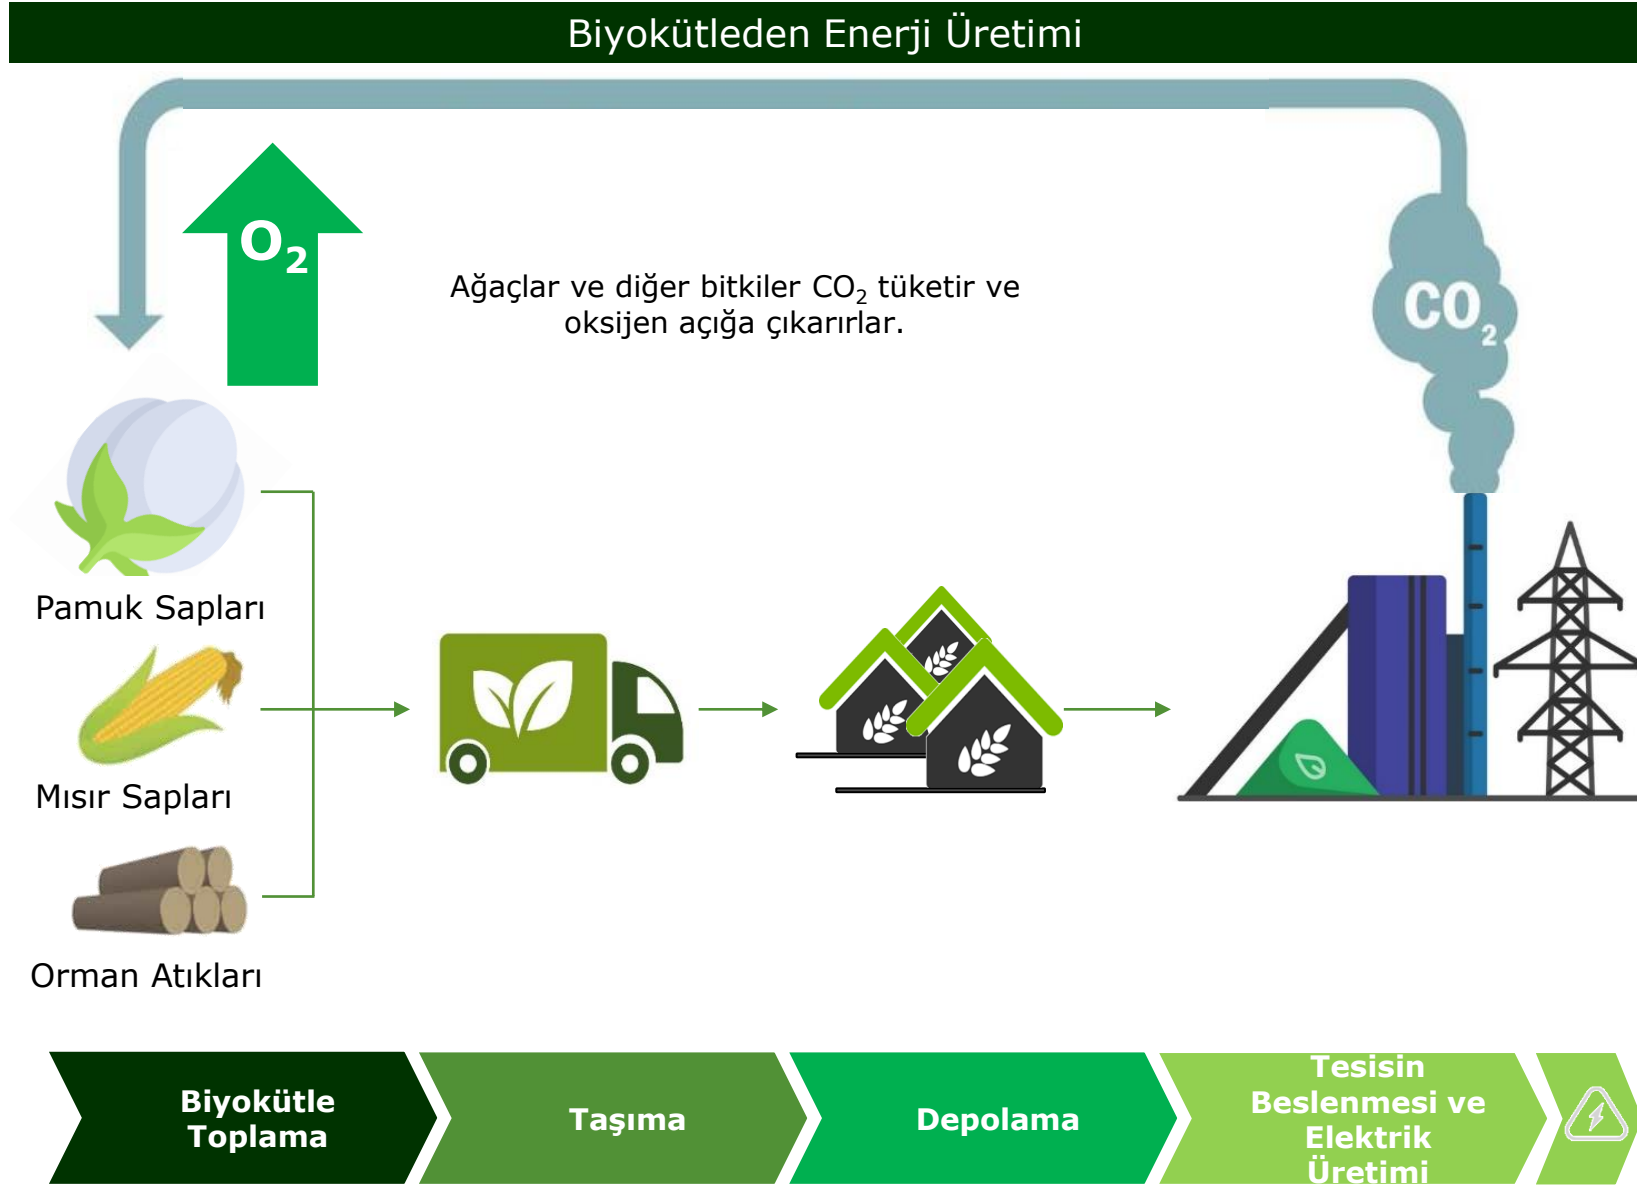 Biyokütleden Enerji Üretimi
O₂
Ağaçlar ve diğer bitkiler CO₂ tüketir ve
oksijen açığa çıkarırlar.
CO₂
Pamuk Sapları
Mısır Sapları
Orman Atıkları
Biyokütle
Toplama
Taşıma
Depolama
Tesisin
Beslenmesi ve
Elektrik
Üretimi